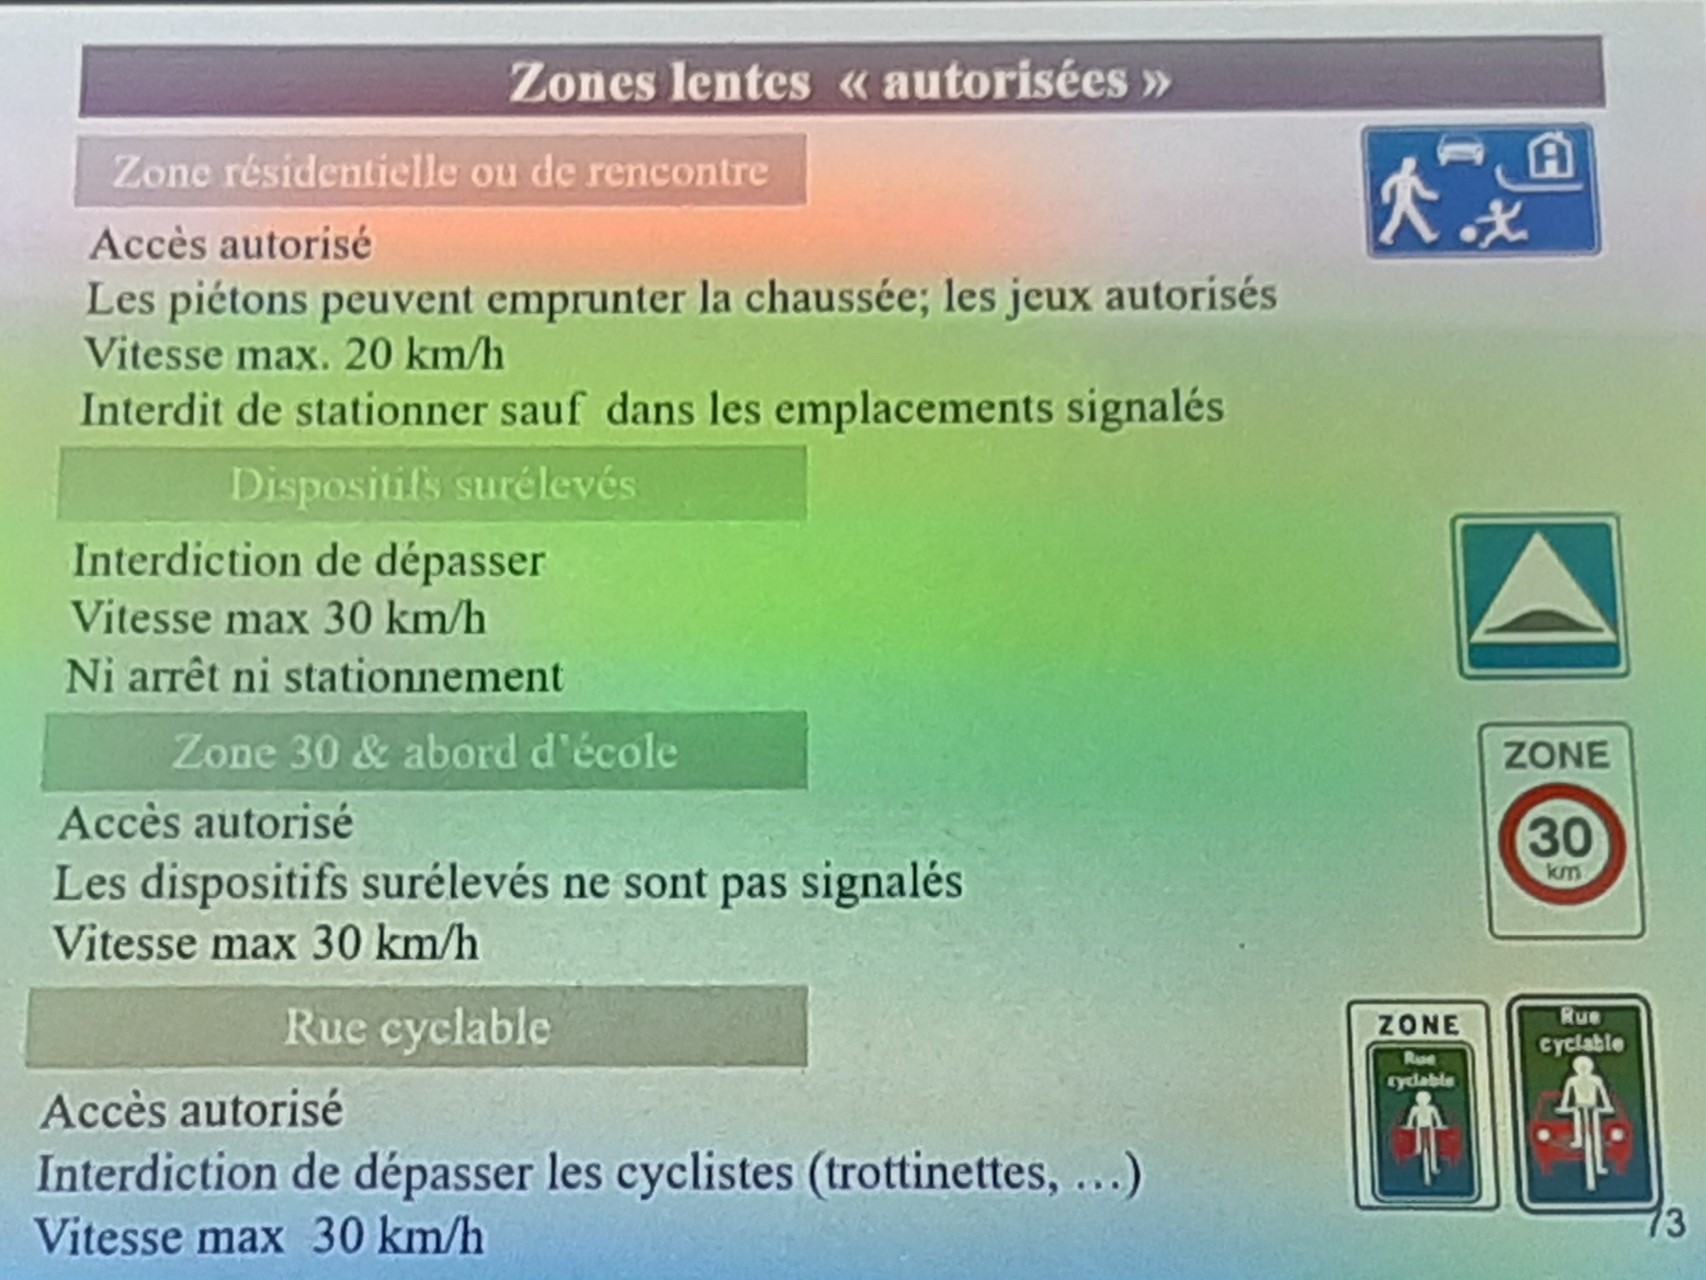 Zones lentes « autorisées »
Zone résidentielle ou de rencontre
Accès autorisé
Les piétons peuvent emprunter la chaussée; les jeux autorisés
Vitesse max. 20 km/h
Interdit de stationner sauf dans les emplacements signalés
Dispositifs surélevés
Interdiction de dépasser
Vitesse max 30 km/h
Ni arrêt ni stationnement
Zone 30 & abord d'école
ZONE
30
km
Accès autorisé
Les dispositifs surélevés ne sont pas signalés
Vitesse max 30 km/h
Rue cyclable
ZONE
Rue
cyclable
Rue
cyclable
Accès autorisé
Interdiction de dépasser les cyclistes (trottinettes, ...)
Vitesse max 30 km/h